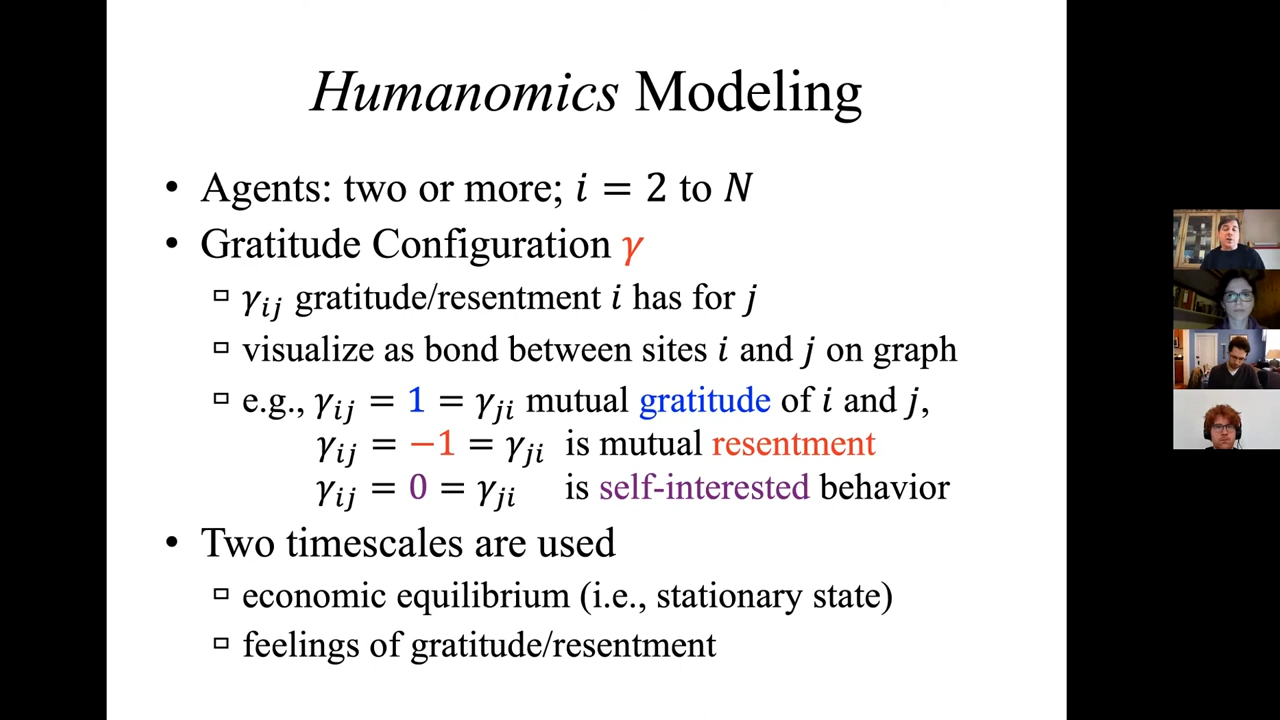 Humanomics Modeling
• Agents: two or more; i = 2 to N
• Gratitude Configuration γ
▫ γij gratitude/resentment i has for j
▫ visualize as bond between sites i and j on graph
▫ e.g., γij = 1 = γji mutual gratitude of i and j,
γij = −1 = γji is mutual resentment
γij = 0 = γji is self-interested behavior
• Two timescales are used
▫ economic equilibrium (i.e., stationary state)
▫ feelings of gratitude/resentment